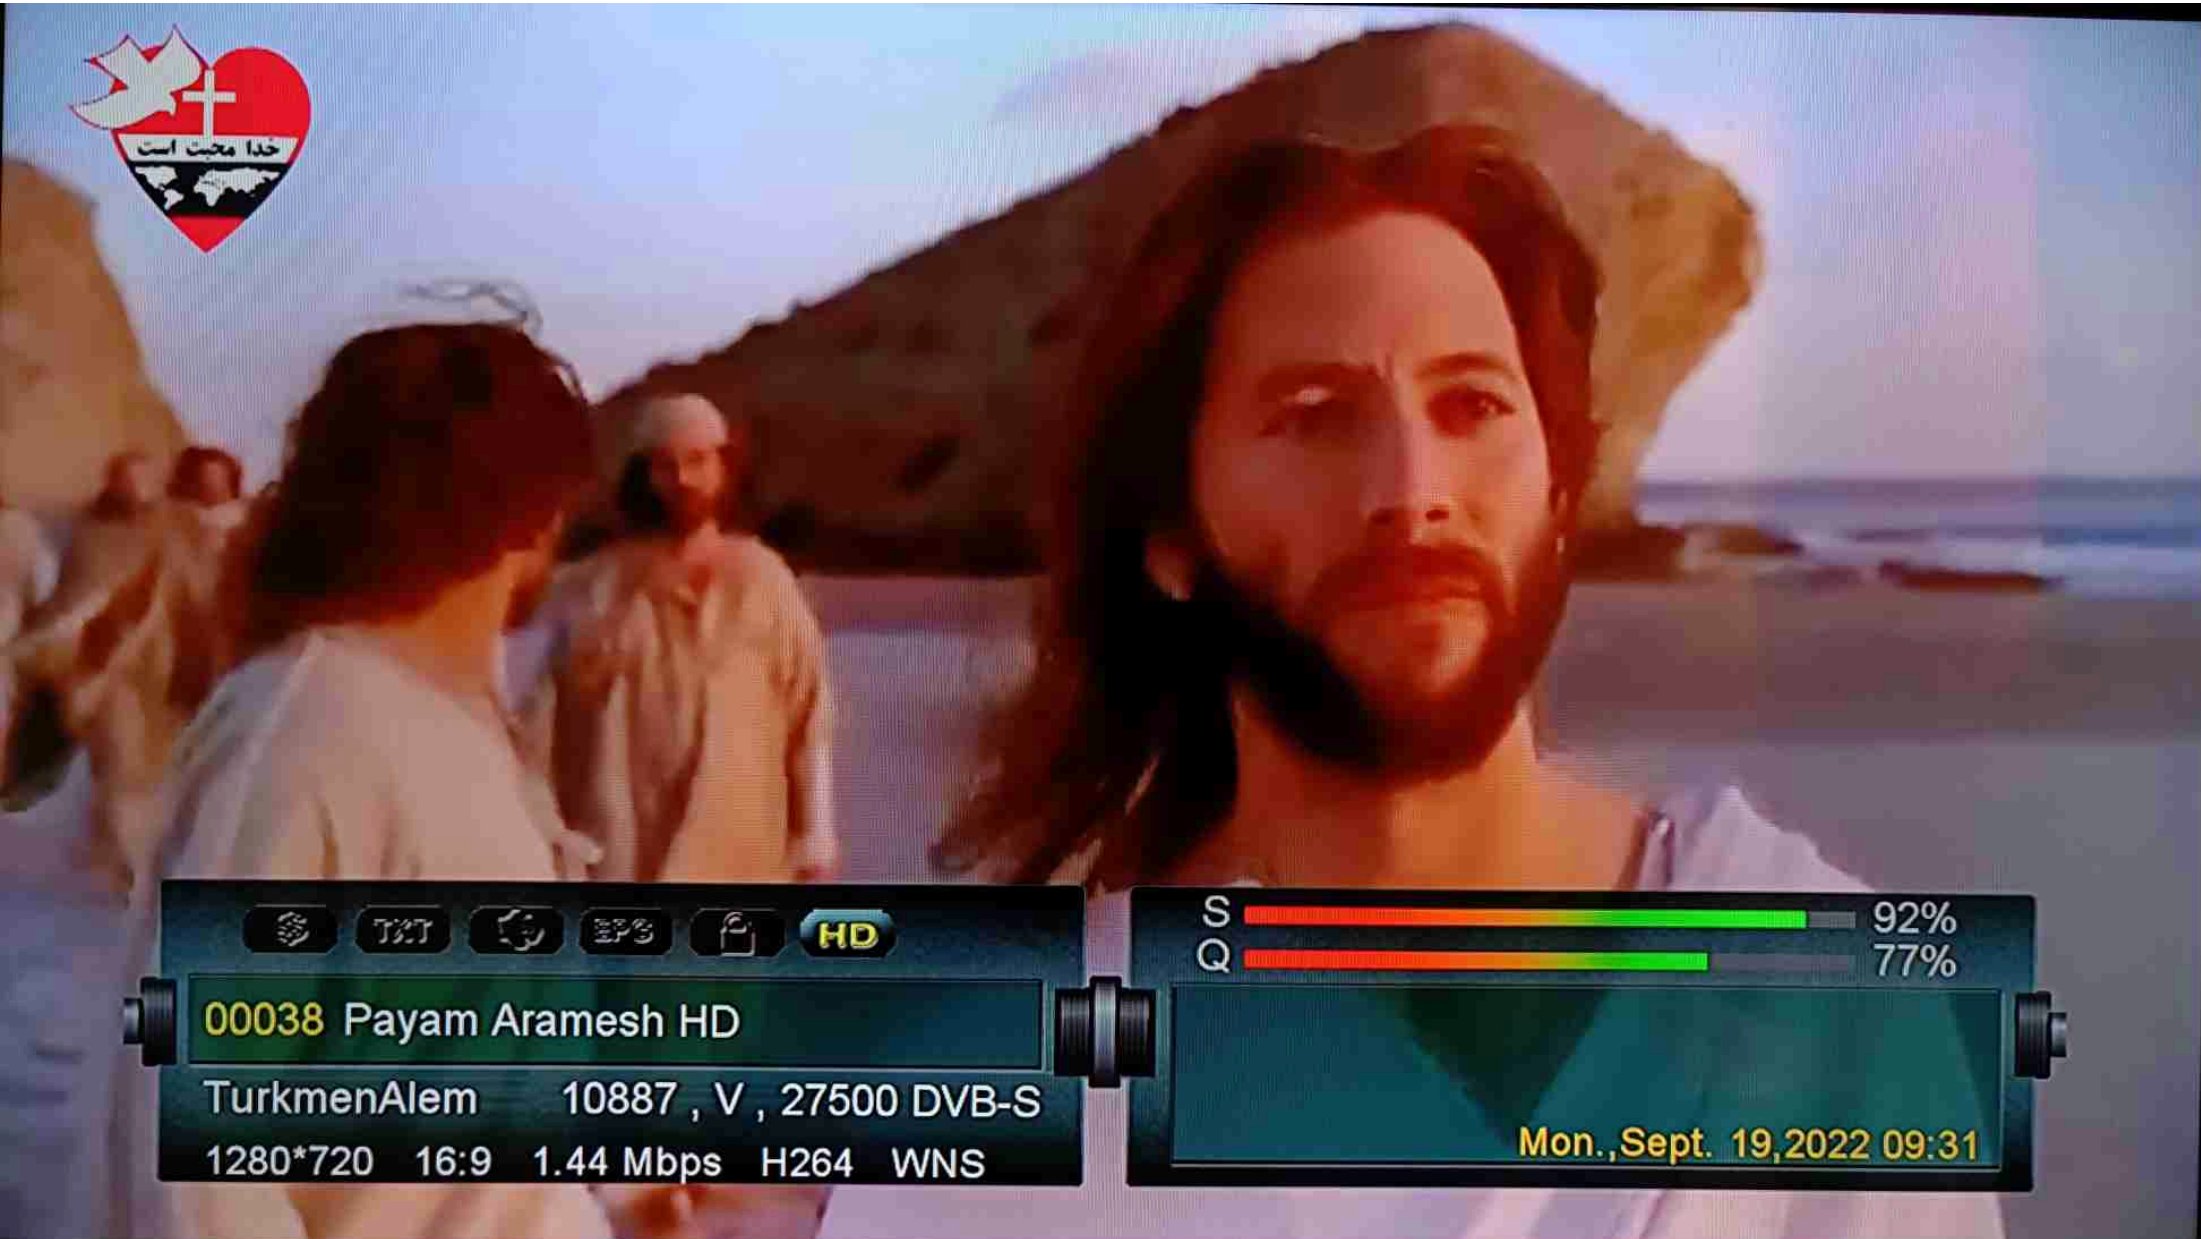 خدا محبت است
$ TXT EPG HD
S 92%
Q 77%
00038 Payam Aramesh HD
TurkmenAlem 10887 , V , 27500 DVB-S
1280*720 16:9 1.44 Mbps H264 WNS
Mon.,Sept. 19,2022 09:31